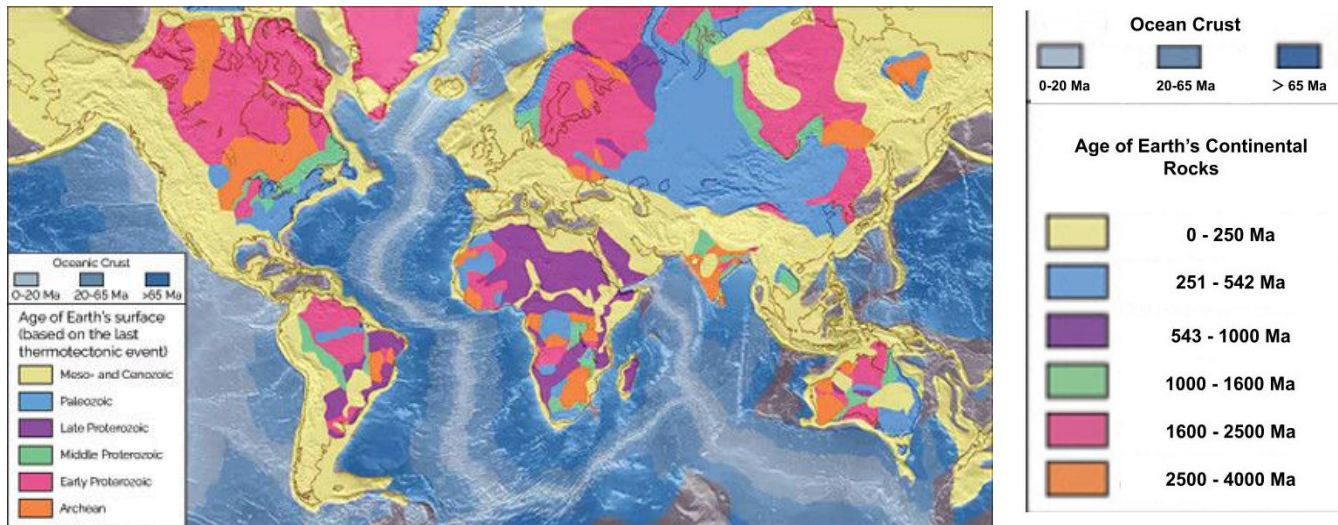 Oceanic Crust
0-20 Ma 20-65 Ma >65 Ma
Age of Earth's surface
(based on the last
thermotectonic event)
Meso- and Cenozoic
Paleozoic
Late Proterozoic
Middle Proterozoic
Early Proterozoic
Archean
Ocean Crust
0-20 Ma 20-65 Ma > 65 Ma
Age of Earth's Continental
Rocks
0 - 250 Ma
251 - 542 Ma
543 - 1000 Ma
1000 - 1600 Ma
1600 - 2500 Ma
2500 - 4000 Ma